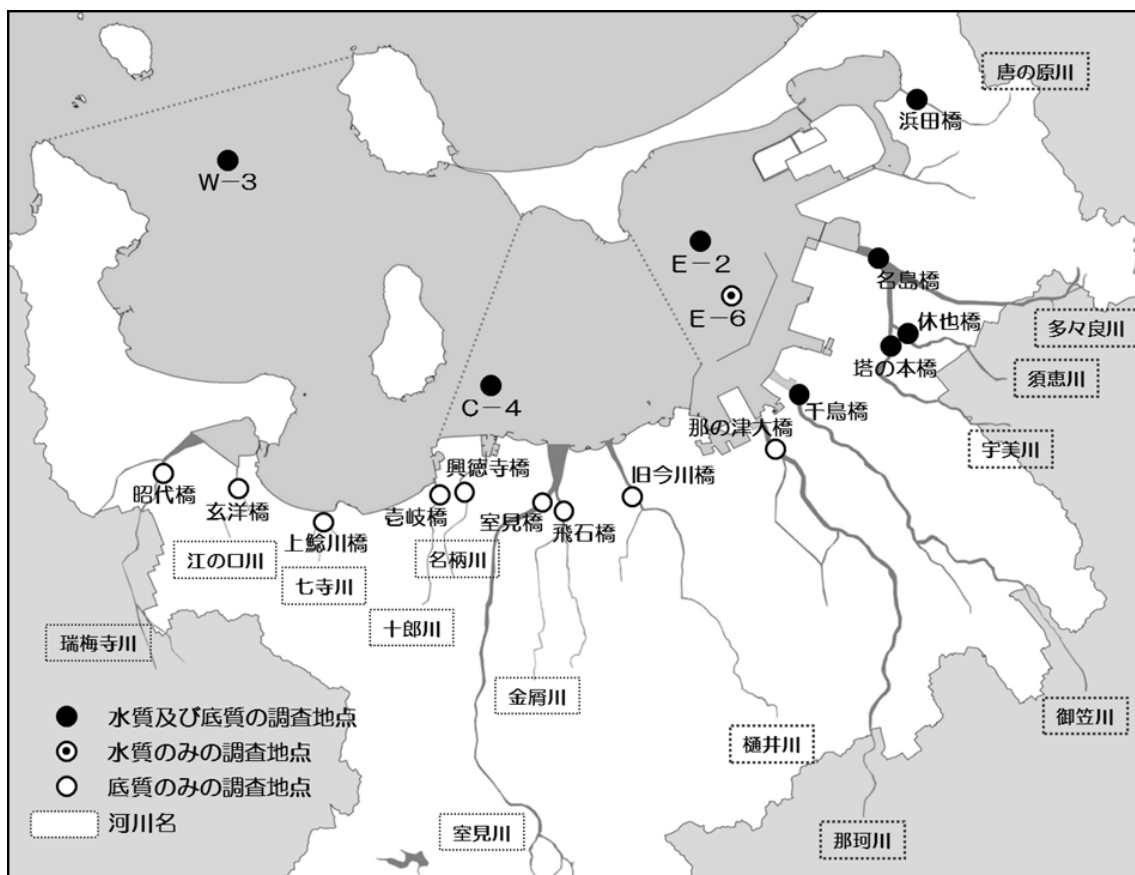 唐の原川
浜田橋
W－3
E－2
名島橋
E－6
休也橋
多々良川
塔の本橋
須恵川
C－4
千鳥橋
那の津大橋
宇美川
興徳寺橋
旧今川橋
昭代橋
玄洋橋
壱岐橋
室見橋
飛石橋
上鯰川橋
江の口川
名柄川
七寺川
十郎川
瑞梅寺川
金屑川
水質及び底質の調査地点
御笠川
樋井川
水質のみの調査地点
底質のみの調査地点
河川名
室見川
那珂川